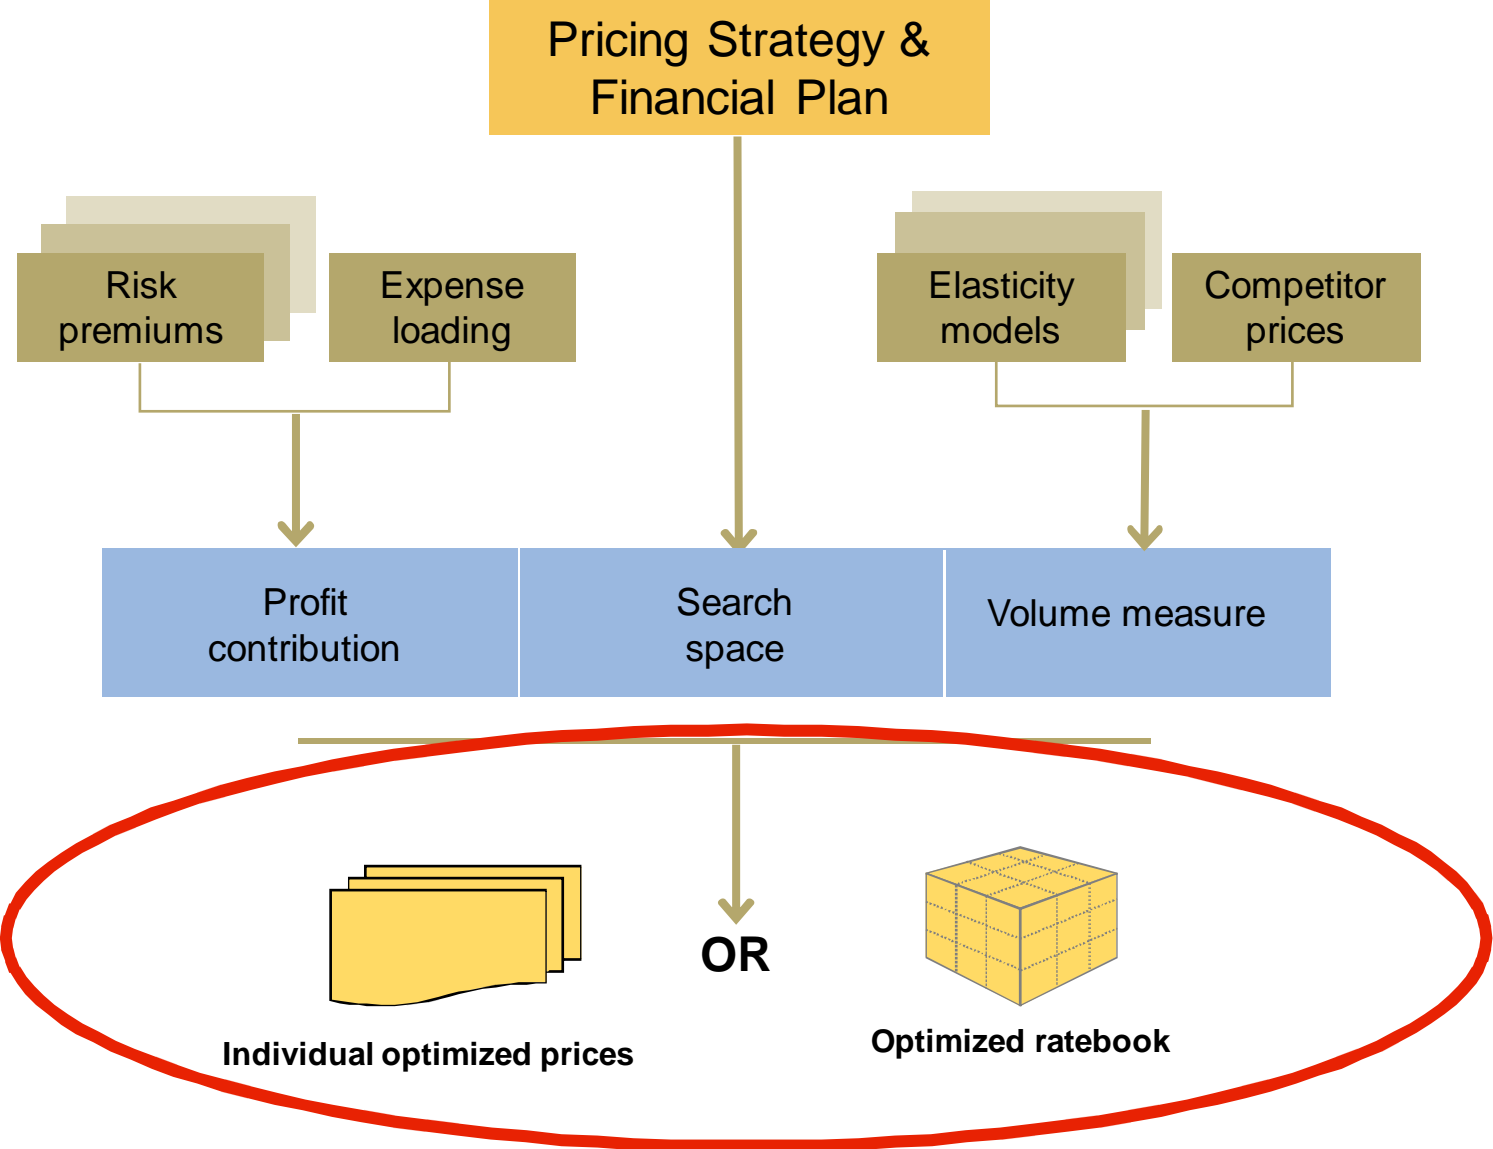 Pricing Strategy &
Financial Plan
Risk
premiums
Expense
loading
Elasticity
models
Competitor
prices
Profit
contribution
Search
space
Volume measure
OR
Individual optimized prices
Optimized ratebook